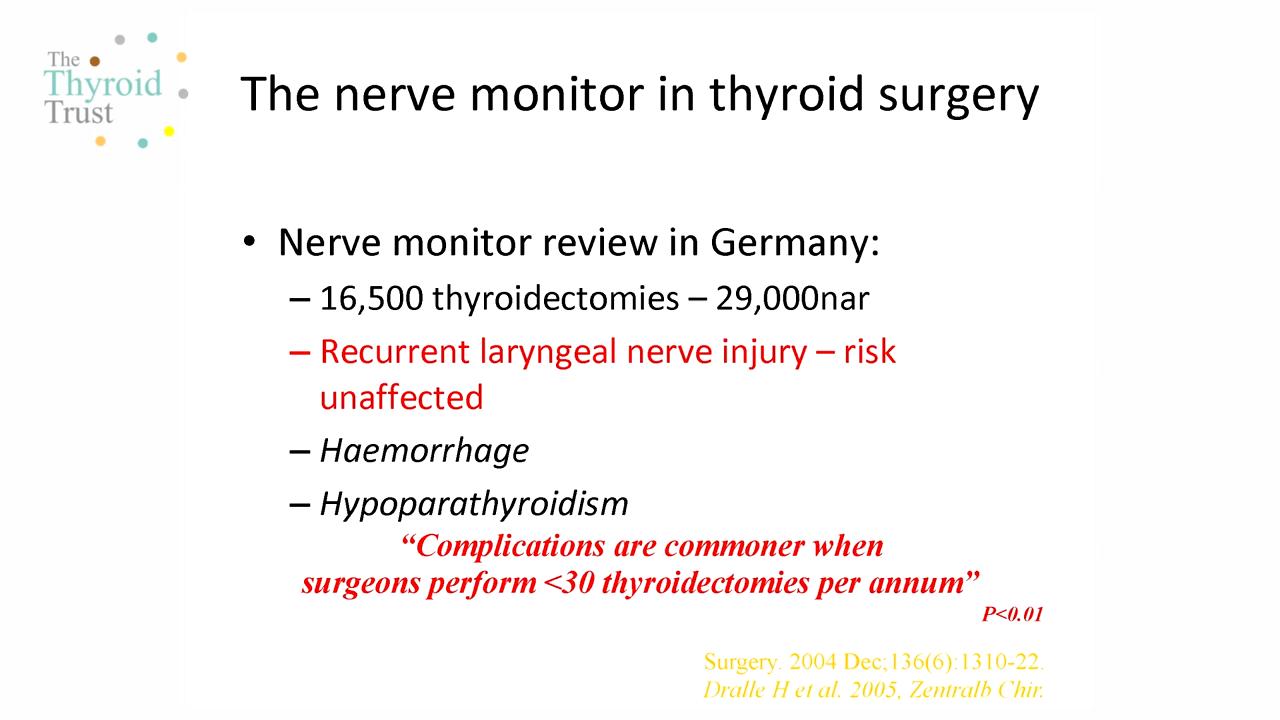 The
Thyroid
Trust
The nerve monitor in thyroid surgery
• Nerve monitor review in Germany:
– 16,500 thyroidectomies – 29,000nar
– Recurrent laryngeal nerve injury – risk
unaffected
– Haemorrhage
– Hypoparathyroidism
“Complications are commoner when
surgeons perform <30 thyroidectomies per annum”
P<0.01
Surgery. 2004 Dec;136(6):1310-22.
Dralle H et al. 2005, Zentralb Chir.